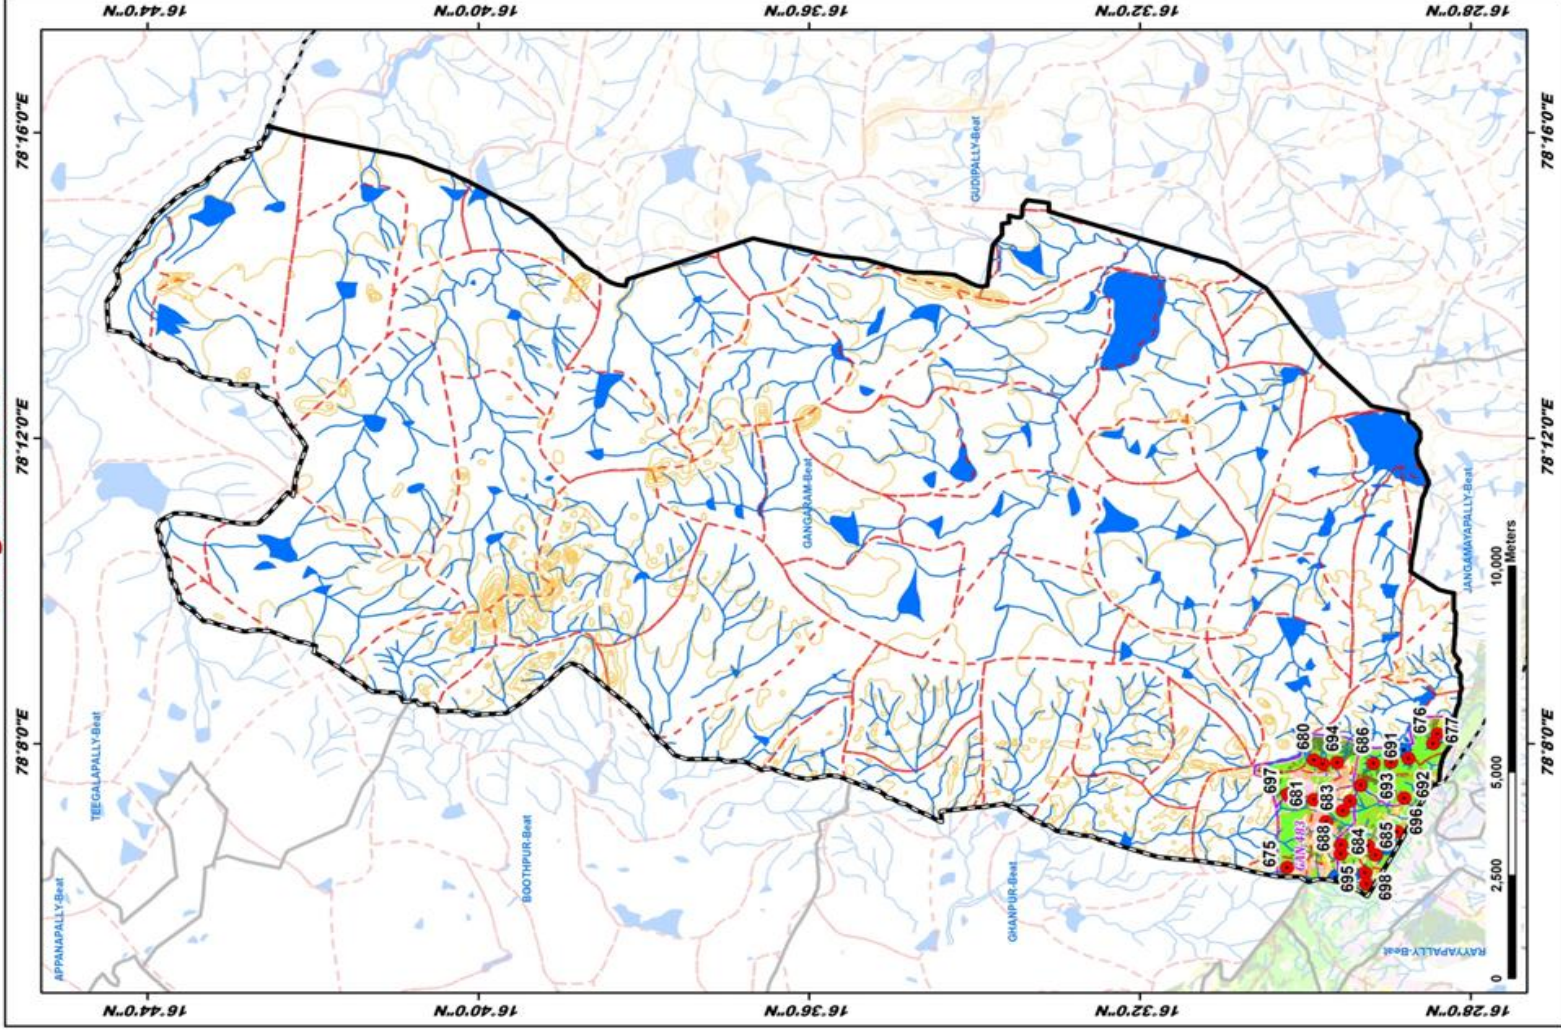 16°44'0"N
16°40'0"N
16°36'0"N
16°32'0"N
16°28'0"N
78°16'0"E
78°16'0"E
GUDIPALLY-Beat
78°12'0"E
78°12'0"E
GANGARAM-Beat
JANGAMAYAPALLY-Beat
78°8'0"E
78°8'0"E
TEEGALAPALLY-Beat
BOOTHPUR-Beat
APPANAPALLY-Beat
GHANPUR-Beat
RAYYAPALLY-Beat
680
694
686
691
676
677
697
681
683
693
692
675
688
684
685
696
695
698
0
2,500
5,000
10,000
Meters
16°44'0"N
16°40'0"N
16°36'0"N
16°32'0"N
16°28'0"N